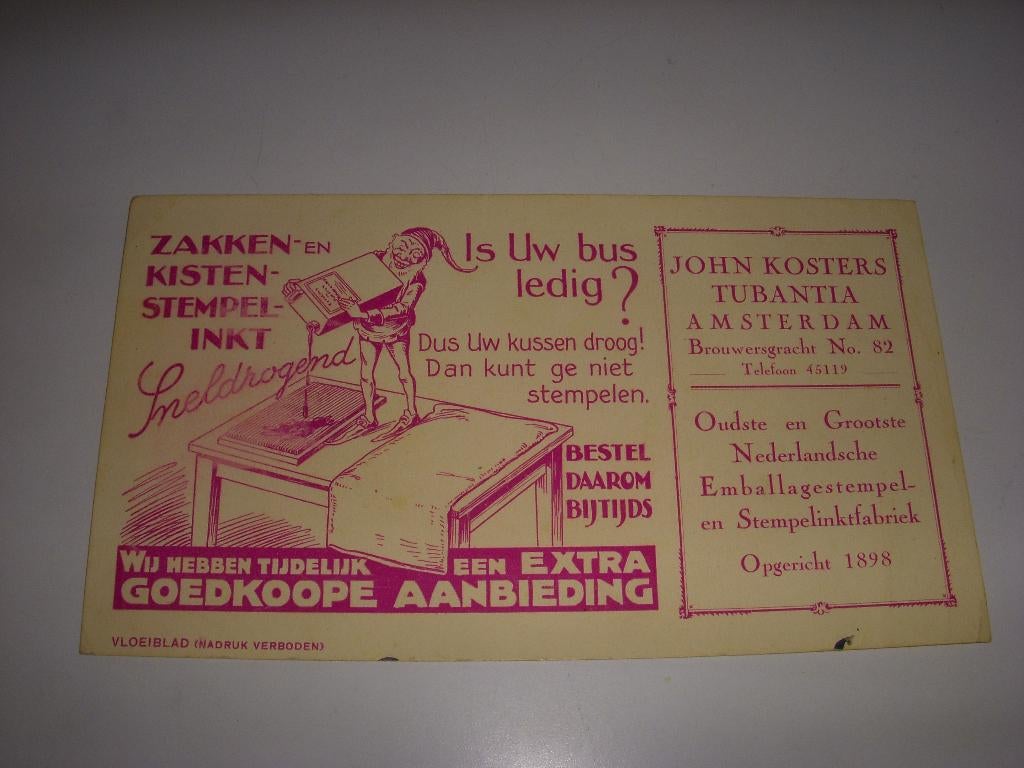 ZAKKEN- EN
KISTEN-
STEMPEL-
INKT
Sneldrogend
Is Uw bus
ledig?
Dus Uw kussen droog!
Dan kunt ge niet
stempelen.
BESTEL
DAAROM
BIJTIJDS
WIJ HEBBEN TIJDELIJK EEN EXTRA
GOEDKOOPE AANBIEDING
VLOEIBLAD (NADRUK VERBODEN)
JOHN KOSTERS
TUBANTIA
AMSTERDAM
Brouwersgracht No. 82
Telefoon 45119
Oudste en Grootste
Nederlandsche
Emballagestempel-
en Stempelinktfabriek
Opgericht 1898